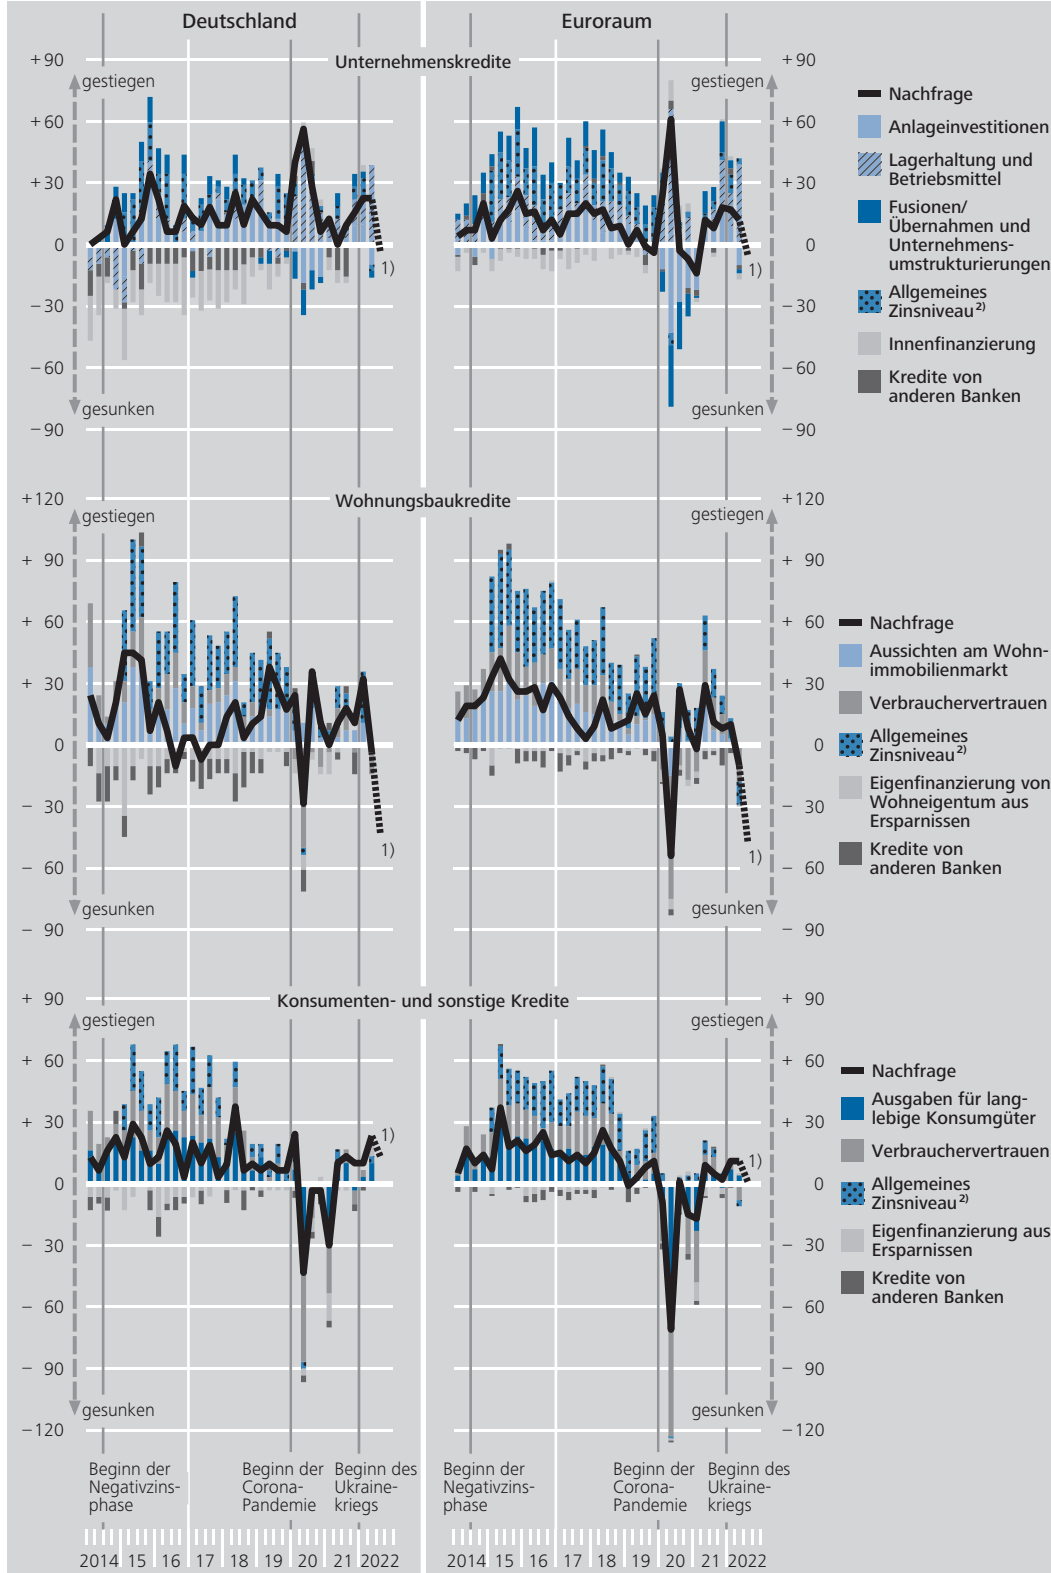 Deutschland
Euroraum
Unternehmenskredite
+90
+60
+30
0
−30
−60
−90
gestiegen
gesunken
1)
gestiegen
gesunken
1)
+90
+60
+30
0
−30
−60
−90
Nachfrage
Anlageinvestitionen
Lagerhaltung und
Betriebsmittel
Fusionen/
Übernahmen und
Unternehmens-
umstrukturierungen
Allgemeines
Zinsniveau2)
Innenfinanzierung
Kredite von
anderen Banken
Wohnungsbaukredite
+120
+ 90
+ 60
+ 30
0
− 30
− 60
− 90
gestiegen
gesunken
1)
gestiegen
gesunken
1)
+120
+ 90
+ 60
+ 30
0
− 30
− 60
− 90
Nachfrage
Aussichten am Wohn-
immobilienmarkt
Verbrauchervertrauen
Allgemeines
Zinsniveau2)
Eigenfinanzierung von
Wohneigentum aus
Ersparnissen
Kredite von
anderen Banken
Konsumenten- und sonstige Kredite
+ 90
+ 60
+ 30
0
− 30
− 60
− 90
−120
gestiegen
gesunken
1)
gestiegen
gesunken
1)
+ 90
+ 60
+ 30
0
− 30
− 60
− 90
−120
Nachfrage
Ausgaben für lang-
lebige Konsumgüter
Verbrauchervertrauen
Allgemeines
Zinsniveau2)
Eigenfinanzierung aus
Ersparnissen
Kredite von
anderen Banken
Beginn der
Negativzins-
phase
Beginn der
Corona-
Pandemie
Beginn des
Ukraine-
kriegs
Beginn der
Negativzins-
phase
Beginn der
Corona-
Pandemie
Beginn des
Ukraine-
kriegs
2014 15 16 17 18 19 20 21 2022
2014 15 16 17 18 19 20 21 2022